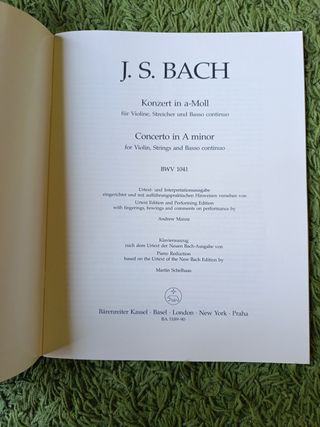 J. S. BACH
Konzert in a-Moll
für Violine, Streicher und Basso continuo
Concerto in A minor
for Violin, Strings and Basso continuo
BWV 1041
Urtext- und Interpretationsausgabe
eingerichtet und mit aufführungspraktischen Hinweisen versehen von
Urtext Edition and Performing Edition
with fingerings, bowings and comments on performance by
Andrew Manze
Klavierauszug
nach dem Urtext der Neuen Bach-Ausgabe von
Piano Reduction
based on the Urtext of the New Bach Edition by
Martin Schelhaas
Bärenreiter Kassel · Basel · London · New York · Praha
BA 5189-90